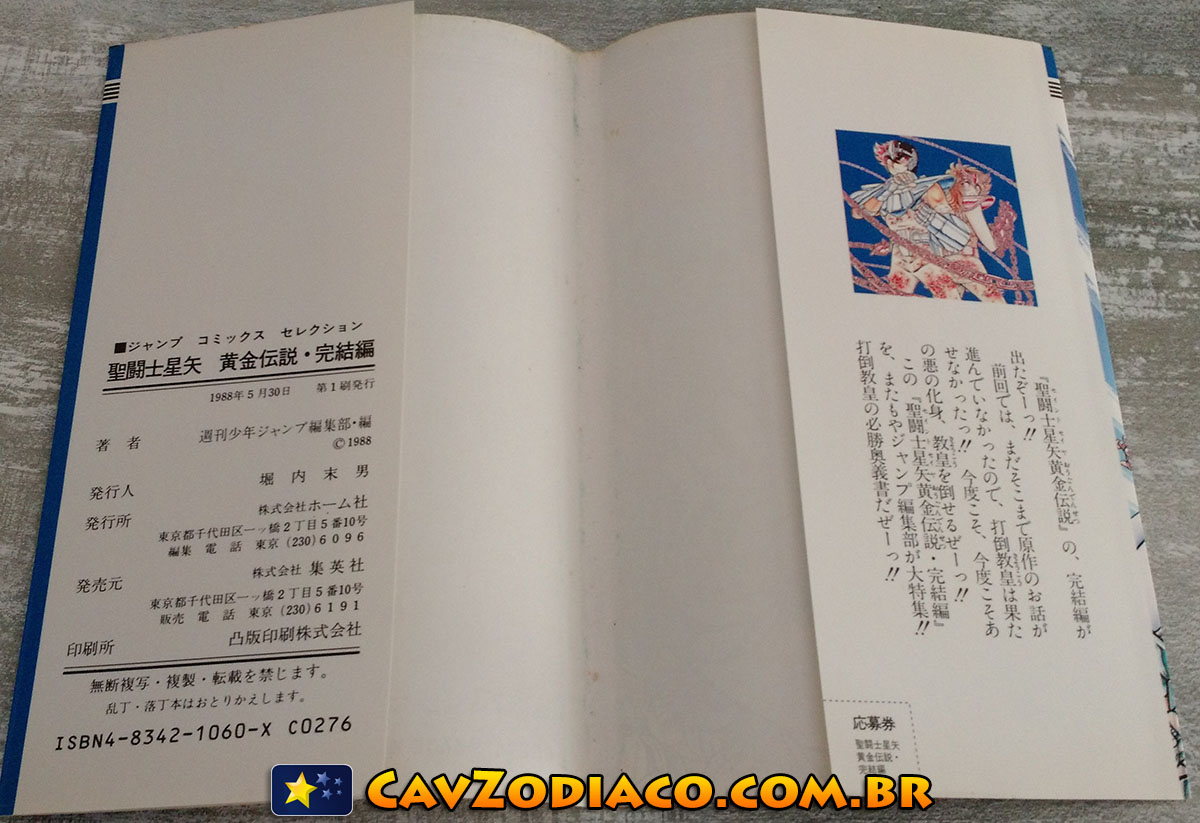 ■ジャンプ コミックス セレクション
聖闘士星矢 黄金伝説・完結編
1988年5月30日 第1刷発行
著者 週刊少年ジャンプ編集部・編
©1988
発行人 堀内末男
発行所 株式会社ホーム社
東京都千代田区一ッ橋2丁目5番10号
編集 電話 東京(230)6096
発売元 株式会社 集英社
東京都千代田区一ッ橋2丁目5番10号
販売 電話 東京(230)6191
印刷所 凸版印刷株式会社
無断複写・複製・転載を禁じます。
乱丁・落丁本はおとりかえします。
ISBN4-8342-1060-X C0276
『聖闘士星矢黄金伝説』の、完結編が
出たぞーっ!!
前回では、まだそこまで原作のお話が
進んでいなかったので、打倒教皇は果た
せなかったっ!! 今度こそ、今度こそあ
の悪の化身、教皇を倒せるぜーっ!!
この『聖闘士星矢黄金伝説・完結編』
を、またもやジャンプ編集部が大特集!!
打倒教皇の必勝奥義書だぜーっ!!
応募券
聖闘士星矢
黄金伝説・
完結編
CavZodiaco.com.br